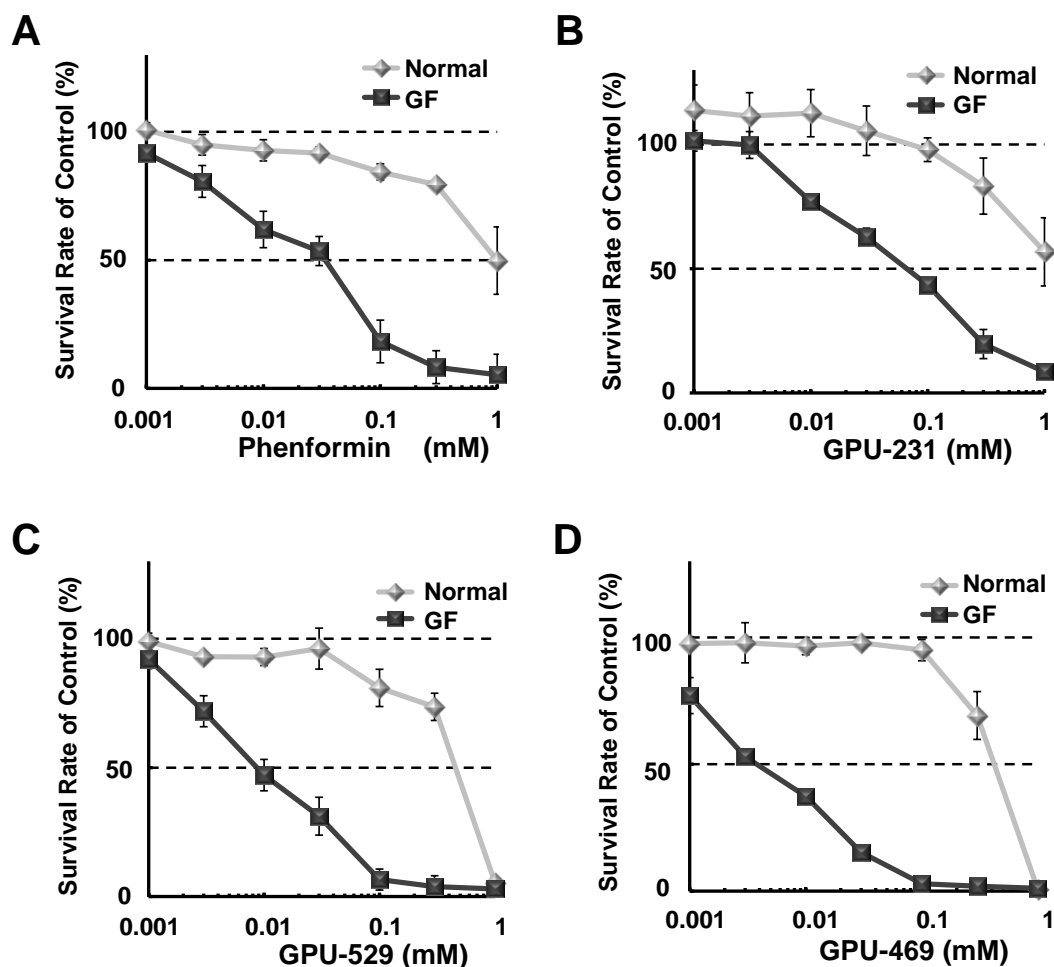 A
Survival Rate of Control (%)
Normal
GF
100
50
0
0.001 0.01 0.1 1
Phenformin (mM)
B
Survival Rate of Control (%)
Normal
GF
100
50
0
0.001 0.01 0.1 1
GPU-231 (mM)
C
Survival Rate of Control (%)
Normal
GF
100
50
0
0.001 0.01 0.1 1
GPU-529 (mM)
D
Survival Rate of Control (%)
Normal
GF
100
50
0
0.001 0.01 0.1 1
GPU-469 (mM)